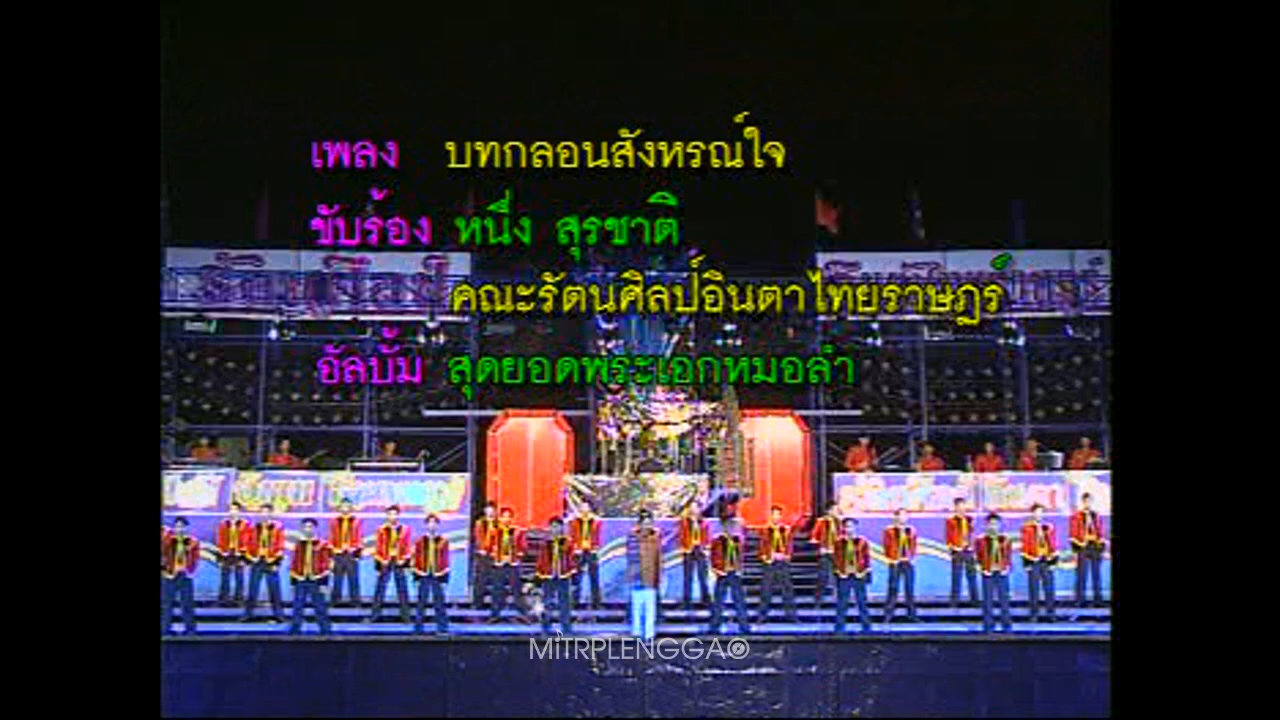 เพลง บทกลอนสังหรณ์ใจ
ขับร้อง หนึ่ง สุรชาติ
คณะรัตนศิลป์อินตาไทยราษฎร์
อัลบั้ม สุดยอดพระเอกหมอลำ
MiTRPLENGGAO